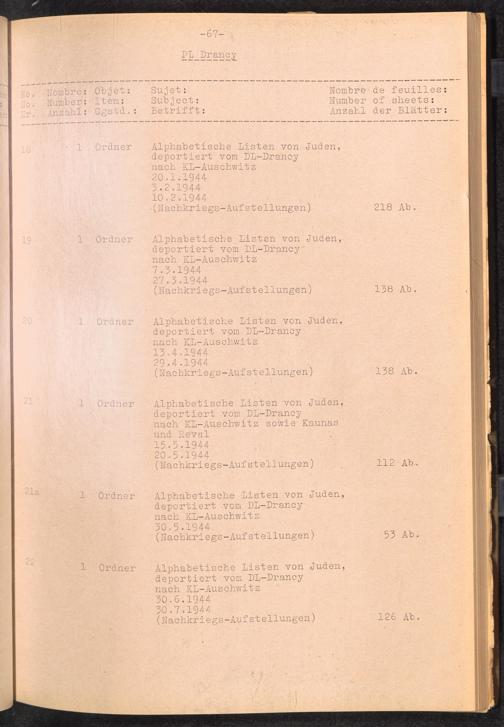 -67-
PL Drancy
No. Nombre: Objet: Sujet: Nombre de feuilles:
No. Number: Item: Subject: Number of sheets:
Nr. Anzahl: Ggstd.: Betrifft: Anzahl der Blätter:
18 1 Ordner Alphabetische Listen von Juden,
deportiert vom DL-Drancy
nach KL-Auschwitz
20.1.1944
3.2.1944
10.2.1944
(Nachkriegs-Aufstellungen) 218 Ab.
19 1 Ordner Alphabetische Listen von Juden,
deportiert vom DL-Drancy
nach KL-Auschwitz
7.3.1944
27.3.1944
(Nachkriegs-Aufstellungen) 138 Ab.
20 1 Ordner Alphabetische Listen von Juden,
deportiert vom DL-Drancy
nach KL-Auschwitz
13.4.1944
29.4.1944
(Nachkriegs-Aufstellungen) 138 Ab.
21 1 Ordner Alphabetische Listen von Juden,
deportiert vom DL-Drancy
nach KL-Auschwitz sowie Kaunas
und Reval
15.5.1944
20.5.1944
(Nachkriegs-Aufstellungen) 112 Ab.
21a 1 Ordner Alphabetische Listen von Juden,
deportiert vom DL-Drancy
nach KL-Auschwitz
30.5.1944
(Nachkriegs-Aufstellungen) 53 Ab.
22 1 Ordner Alphabetische Listen von Juden,
deportiert vom DL-Drancy
nach KL-Auschwitz
30.6.1944
30.7.1944
(Nachkriegs-Aufstellungen) 126 Ab.